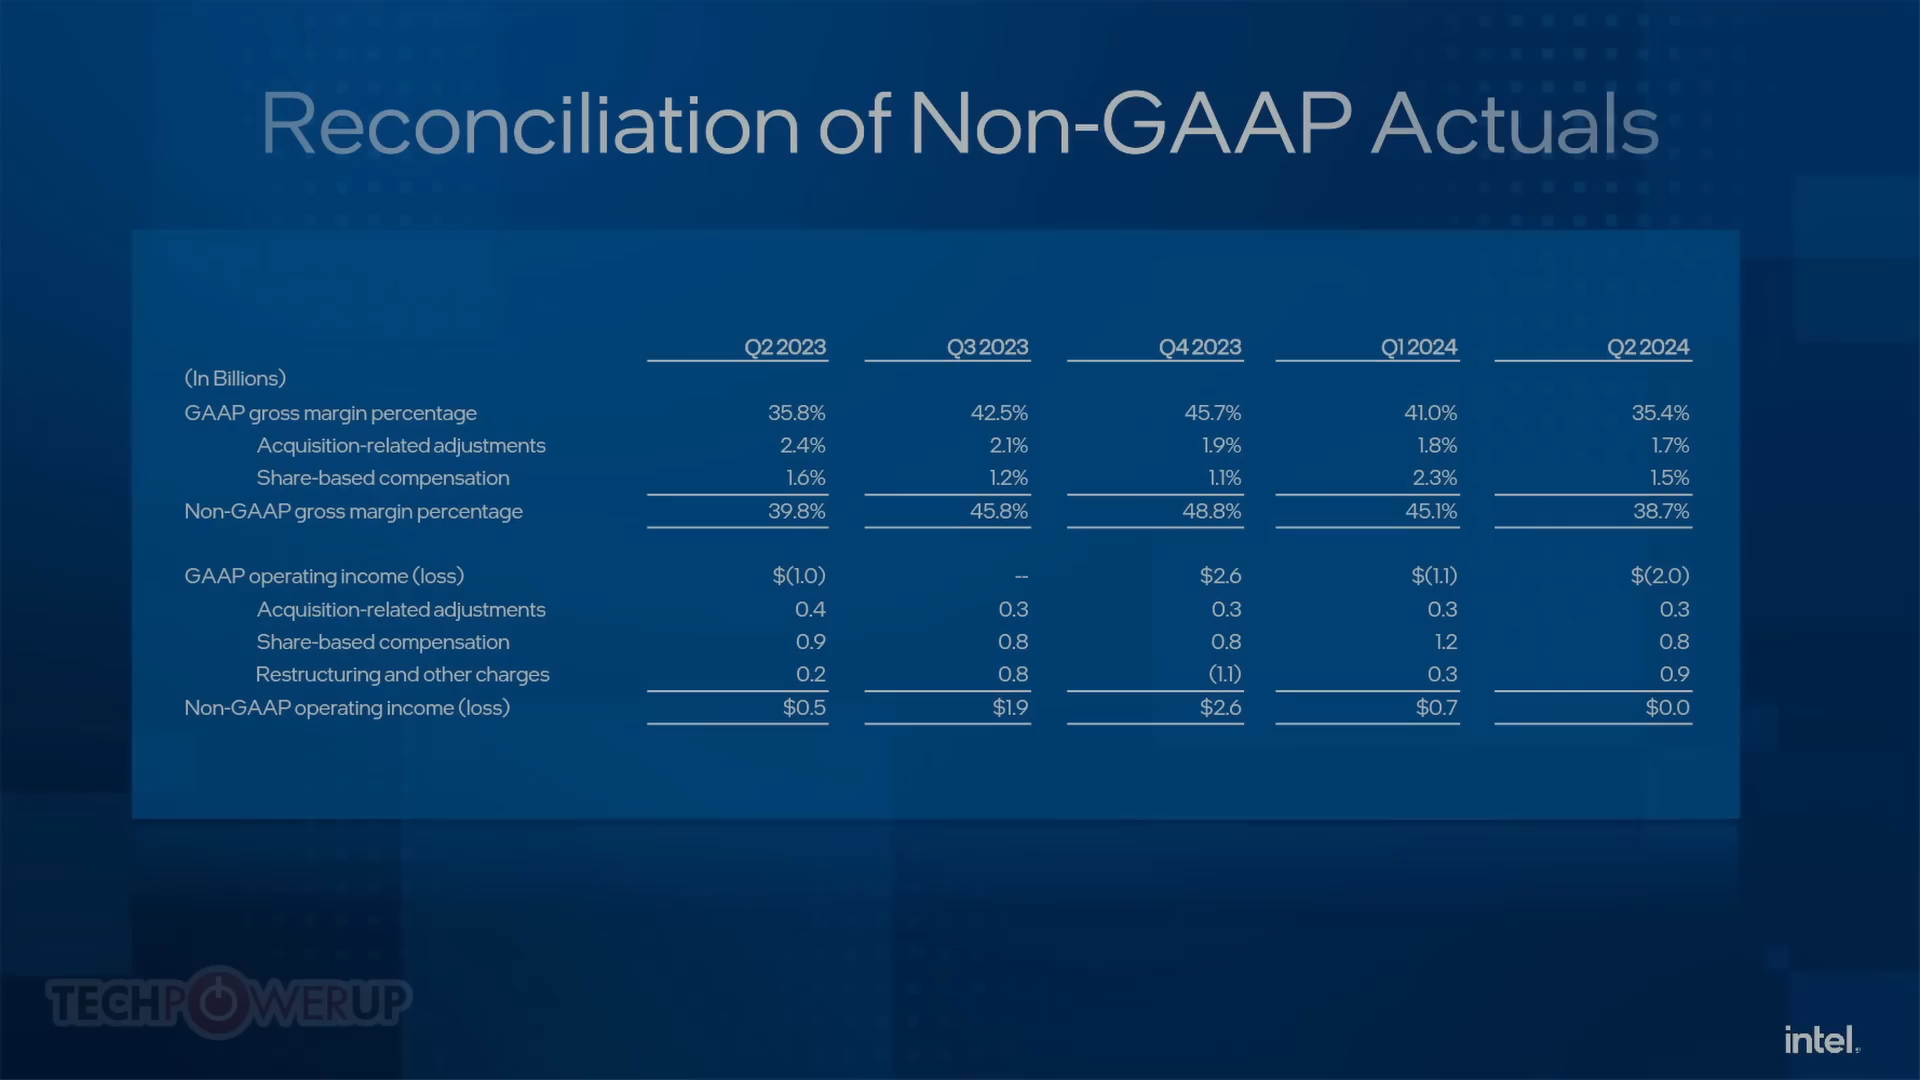 Reconciliation of Non-GAAP Actuals
Q2 2023 Q3 2023 Q4 2023 Q1 2024 Q2 2024
(In Billions)
GAAP gross margin percentage 35.8% 42.5% 45.7% 41.0% 35.4%
Acquisition-related adjustments 2.4% 2.1% 1.9% 1.8% 1.7%
Share-based compensation 1.6% 1.2% 1.1% 2.3% 1.5%
Non-GAAP gross margin percentage 39.8% 45.8% 48.8% 45.1% 38.7%
GAAP operating income (loss) $(1.0) -- $2.6 $(1.1) $(2.0)
Acquisition-related adjustments 0.4 0.3 0.3 0.3 0.3
Share-based compensation 0.9 0.8 0.8 1.2 0.8
Restructuring and other charges 0.2 0.8 (1.1) 0.3 0.9
Non-GAAP operating income (loss) $0.5 $1.9 $2.6 $0.7 $0.0
TECHPOWERUP
intel.